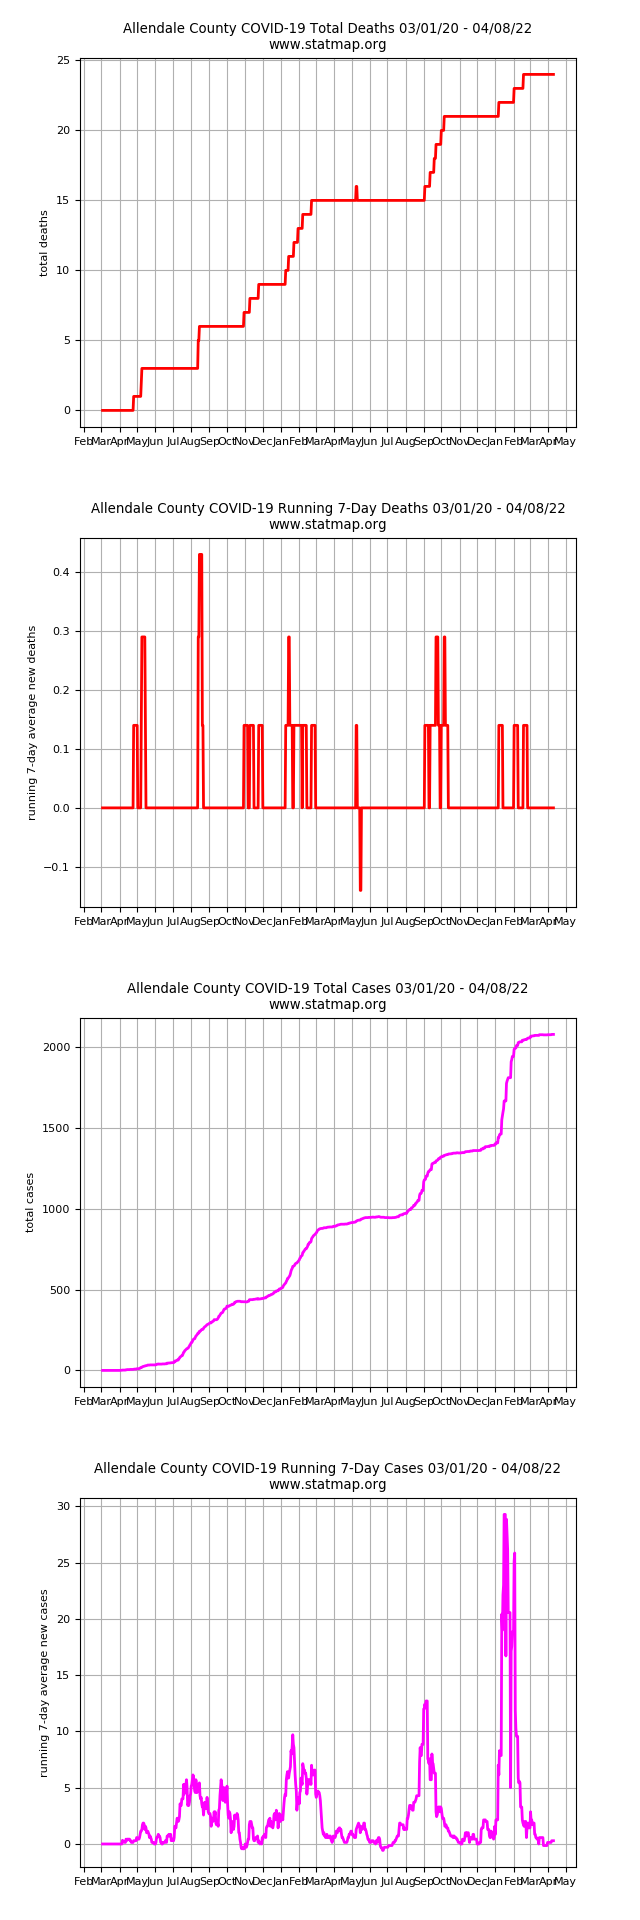 Allendale County COVID-19 Total Deaths 03/01/20 - 04/08/22
www.statmap.org
25
20
15
10
5
0
total deaths
Feb Mar Apr May Jun Jul Aug Sep Oct Nov Dec Jan Feb Mar Apr May Jun Jul Aug Sep Oct Nov Dec Jan Feb Mar Apr May
Allendale County COVID-19 Running 7-Day Deaths 03/01/20 - 04/08/22
www.statmap.org
0.4
0.3
0.2
0.1
0.0
−0.1
running 7-day average new deaths
Feb Mar Apr May Jun Jul Aug Sep Oct Nov Dec Jan Feb Mar Apr May Jun Jul Aug Sep Oct Nov Dec Jan Feb Mar Apr May
Allendale County COVID-19 Total Cases 03/01/20 - 04/08/22
www.statmap.org
2000
1500
1000
500
0
total cases
Feb Mar Apr May Jun Jul Aug Sep Oct Nov Dec Jan Feb Mar Apr May Jun Jul Aug Sep Oct Nov Dec Jan Feb Mar Apr May
Allendale County COVID-19 Running 7-Day Cases 03/01/20 - 04/08/22
www.statmap.org
30
25
20
15
10
5
0
running 7-day average new cases
Feb Mar Apr May Jun Jul Aug Sep Oct Nov Dec Jan Feb Mar Apr May Jun Jul Aug Sep Oct Nov Dec Jan Feb Mar Apr May